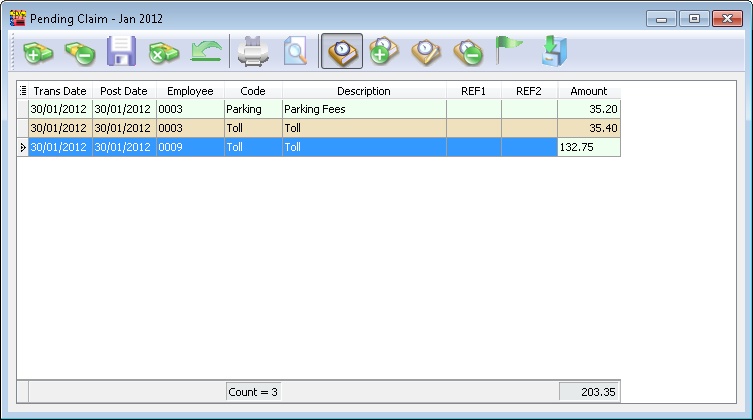 Pending Claim - Jan 2012
Trans Date Post Date Employee Code Description REF1 REF2 Amount
30/01/2012 30/01/2012 0003 Parking Parking Fees 35.20
30/01/2012 30/01/2012 0003 Toll Toll 35.40
30/01/2012 30/01/2012 0009 Toll Toll 132.75
Count = 3 203.35